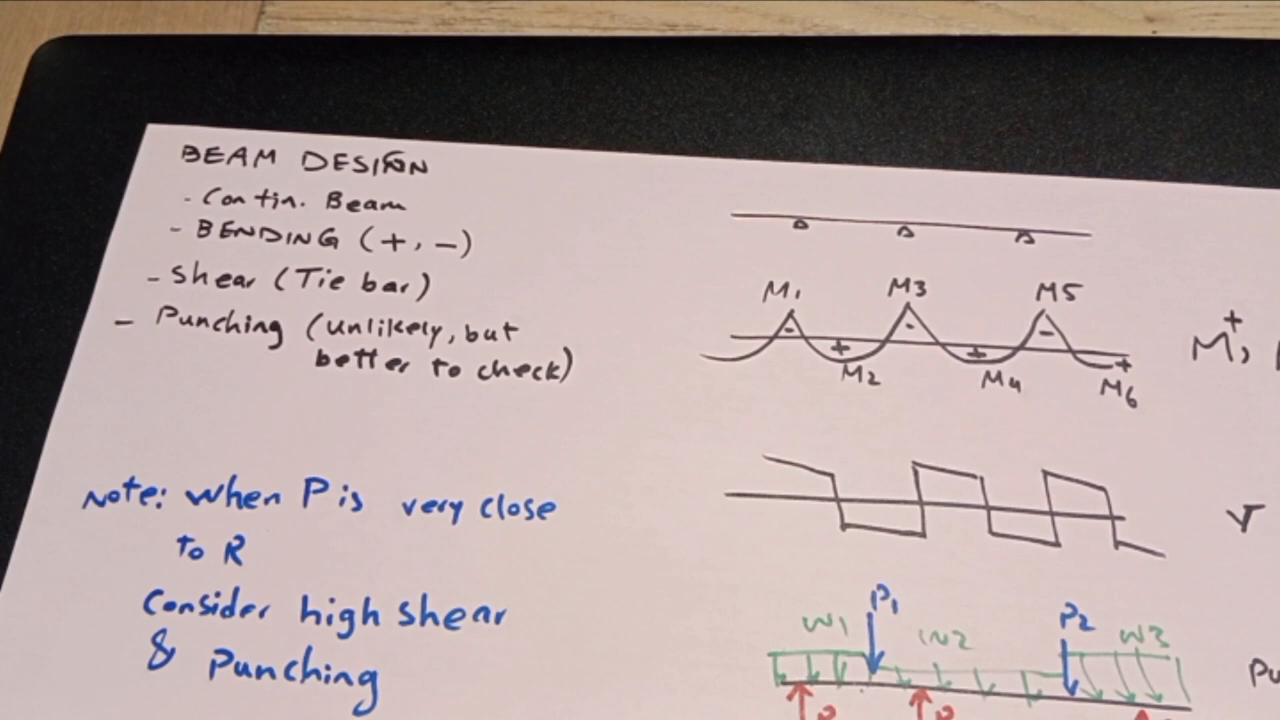 BEAM DESIGN
- Contin. Beam
- BENDING (+, -)
- Shear (Tie bar)
- Punching (unlikely, but
better to check)
Note: when P is very close
to R
Consider high shear
& Punching
M1 M3 M5
- - -
+ + +
M2 M4 M6
M+,
V
P1 P2
W1 W2 W3
Pu